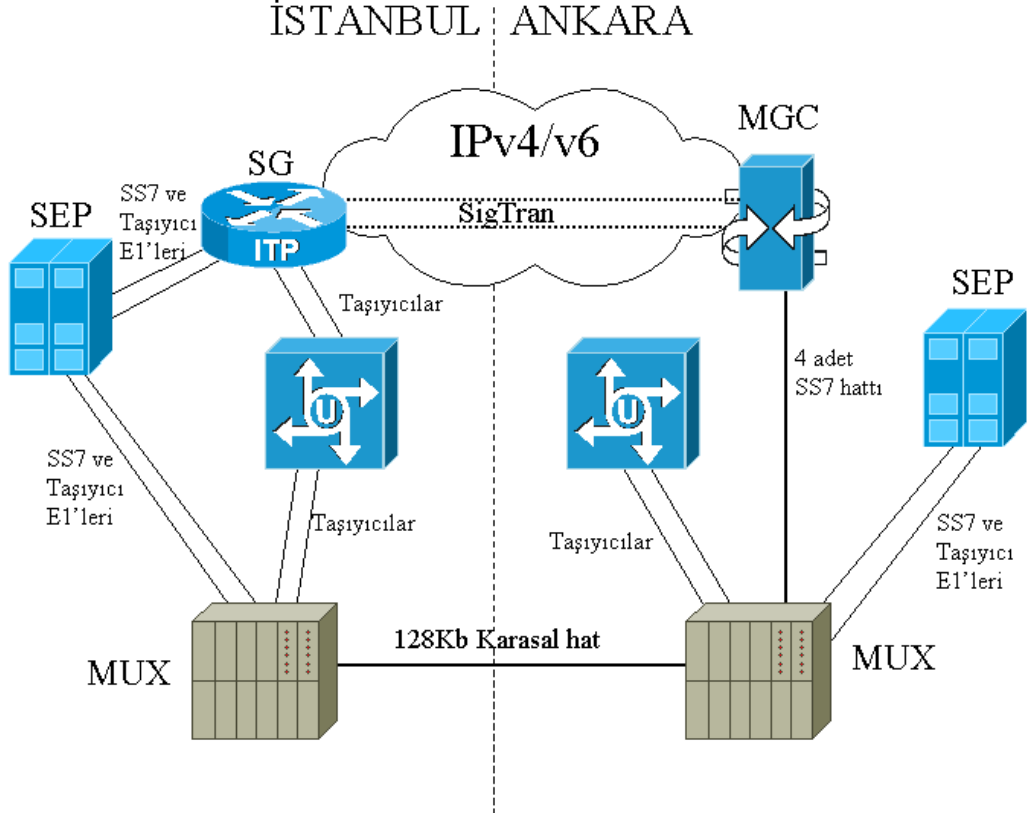 İSTANBUL ANKARA
IPv4/v6
MGC
SG
SS7 ve
Taşıyıcı
E1'leri
SEP
SigTran
ITP
SEP
Taşıyıcılar
4 adet
SS7 hattı
U
U
SS7 ve
Taşıyıcı
E1'leri
Taşıyıcılar
Taşıyıcılar
SS7 ve
Taşıyıcı
E1'leri
128Kb Karasal hat
MUX
MUX